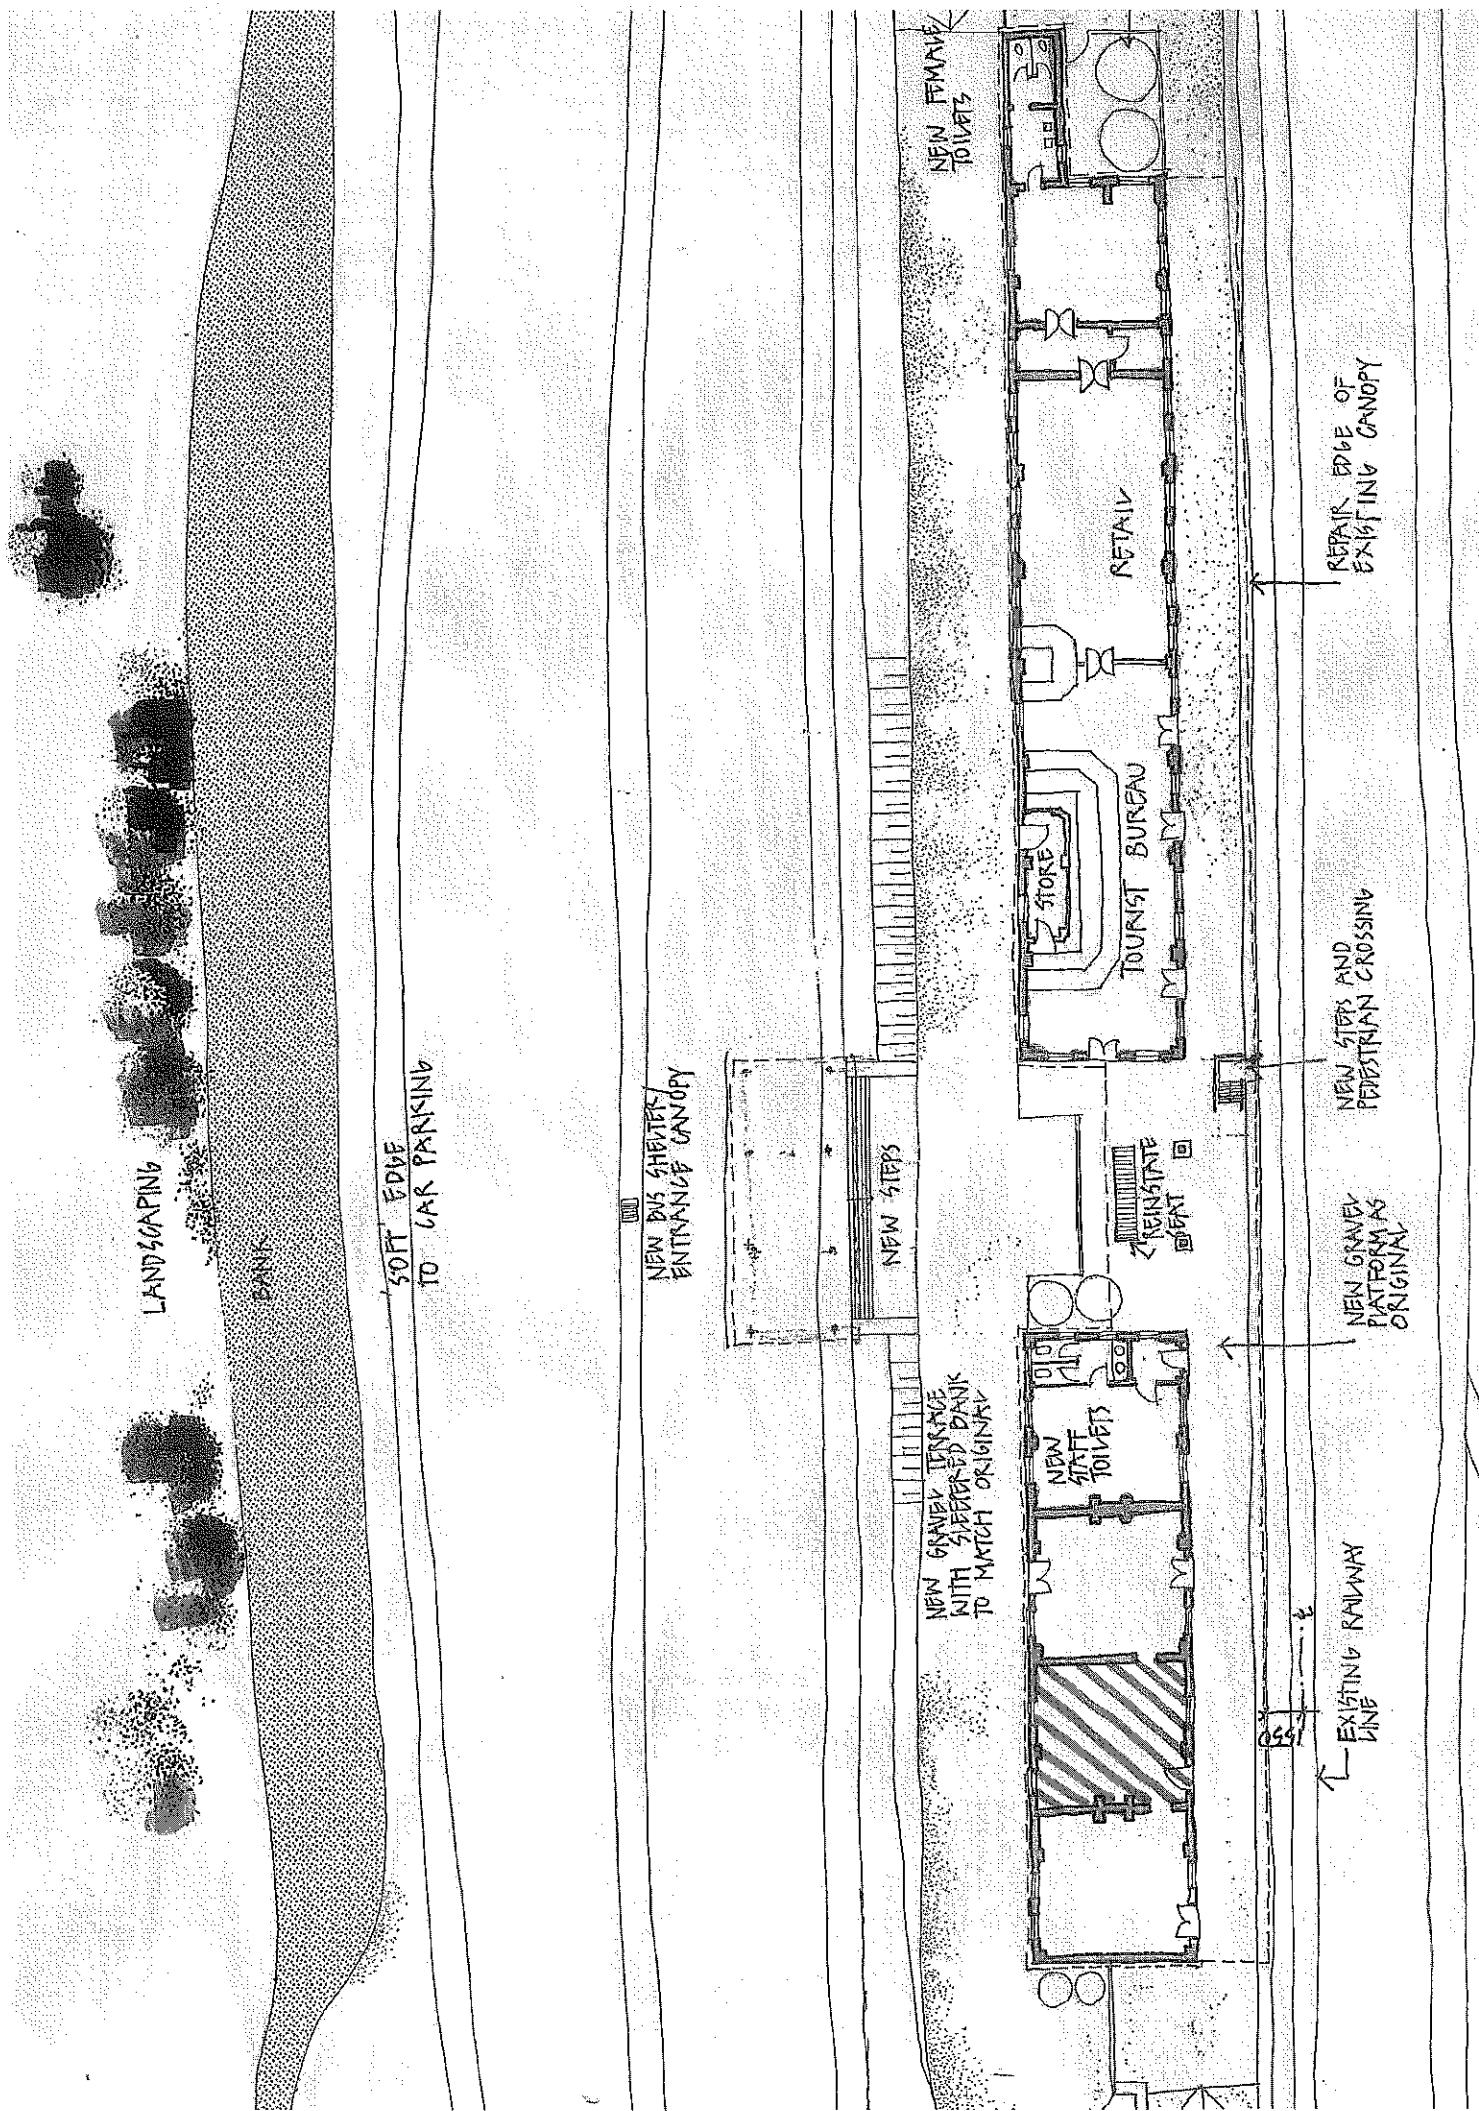 LANDSCAPING
BANK
SOFT EDGE
TO CAR PARKING
NEW BUS SHELTER/
ENTRANCE CANOPY
NEW STEPS
NEW GRAVEL TERRACE
WITH SLEEPERED BANK
TO MATCH ORIGINAL
NEW FEMALE
TOILETS
NEW
STAFF
TOILETS
REINSTATE
SEAT
STORE
TOURIST BUREAU
RETAIL
1550
EXISTING RAILWAY
LINE
NEW GRAVEL
PLATFORM AS
ORIGINAL
NEW STEPS AND
PEDESTRIAN CROSSING
REPAIR EDGE OF
EXISTING CANOPY